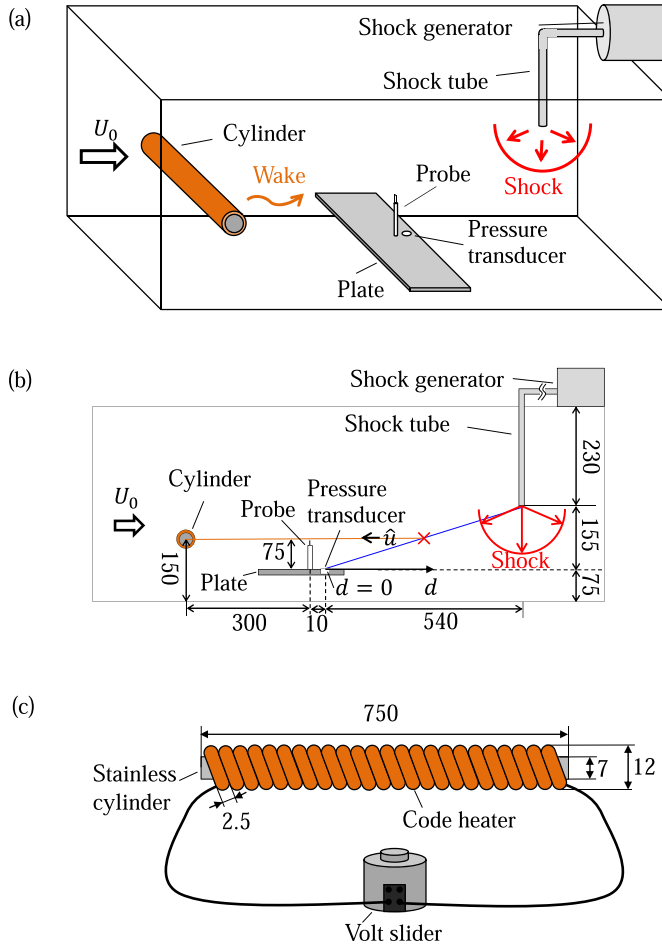 (a)
Shock generator
Shock tube
U0
Cylinder
Wake
Probe
Shock
Pressure
transducer
Plate
(b)
Shock generator
Shock tube
230
Cylinder
U0
Pressure
Probe
transducer
û
75
Shock
155
150
Plate
d = 0
d
75
300
10
540
(c)
750
Stainless
cylinder
7
12
2.5
Code heater
Volt slider